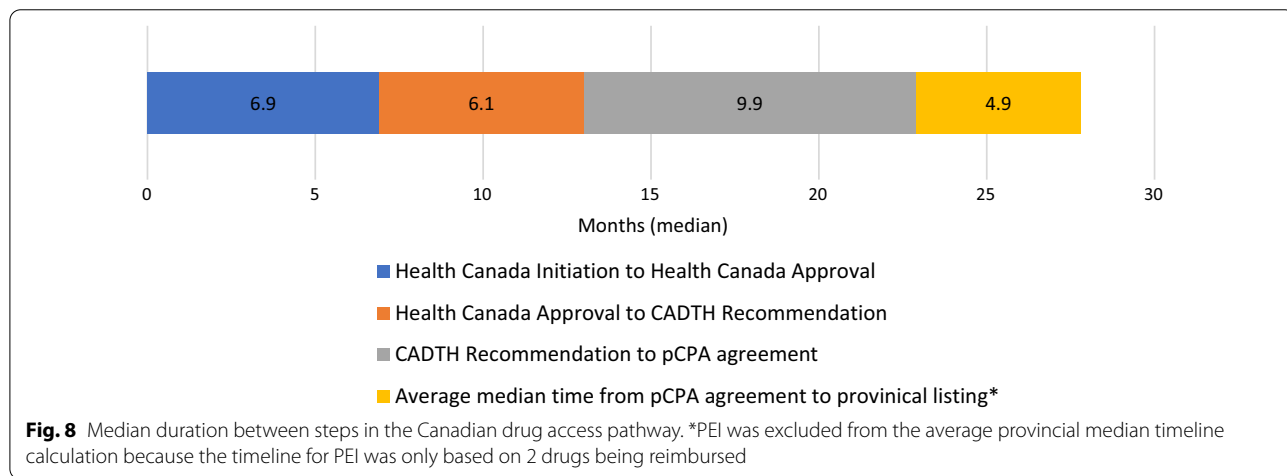 6.9 6.1 9.9 4.9
0 5 10 15 20 25 30
Months (median)
Health Canada Initiation to Health Canada Approval
Health Canada Approval to CADTH Recommendation
CADTH Recommendation to pCPA agreement
Average median time from pCPA agreement to provinical listing*
Fig. 8 Median duration between steps in the Canadian drug access pathway. *PEI was excluded from the average provincial median timeline
calculation because the timeline for PEI was only based on 2 drugs being reimbursed